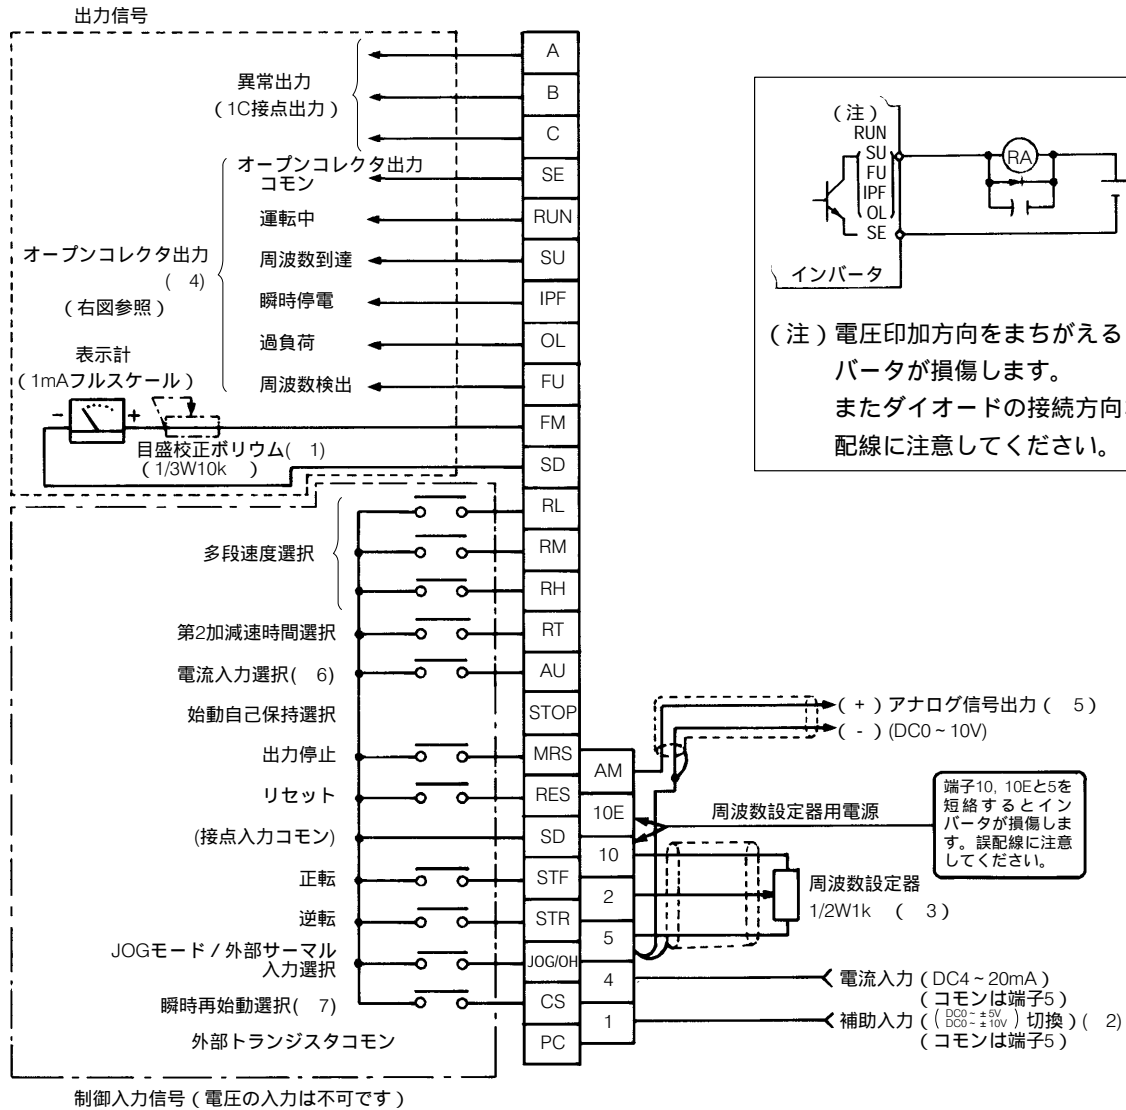 出力信号
異常出力
(1C接点出力)
A
B
C
オープンコレクタ出力
コモン
SE
運転中
RUN
オープンコレクタ出力
( 4)
(右図参照)
周波数到達
SU
瞬時停電
IPF
過負荷
OL
周波数検出
FU
表示計
(1mAフルスケール)
- +
FM
目盛校正ボリウム( 1)
(1/3W10k )
SD
RL
多段速度選択
RM
RH
第2加減速時間選択
RT
電流入力選択( 6)
AU
始動自己保持選択
STOP
出力停止
MRS
リセット
RES
(接点入力コモン)
SD
正転
STF
逆転
STR
JOGモード/外部サーマル
入力選択
JOG/OH
瞬時再始動選択( 7)
CS
外部トランジスタコモン
PC
制御入力信号(電圧の入力は不可です)
(注)
RUN
SU
FU
IPF
OL
SE
RA
インバータ
(注)電圧印加方向をまちがえる
バータが損傷します。
またダイオードの接続方向
配線に注意してください。
(+)アナログ信号出力( 5)
(-)(DC0~10V)
AM
10E
周波数設定器用電源
端子10, 10Eと5を
短絡するとイン
バータが損傷しま
す。誤配線に注意
してください。
10
2
周波数設定器
1/2W1k ( 3)
5
4
電流入力(DC4~20mA)
(コモンは端子5)
1
補助入力((DC0~±5V DC0~±10V)切換)( 2)
(コモンは端子5)